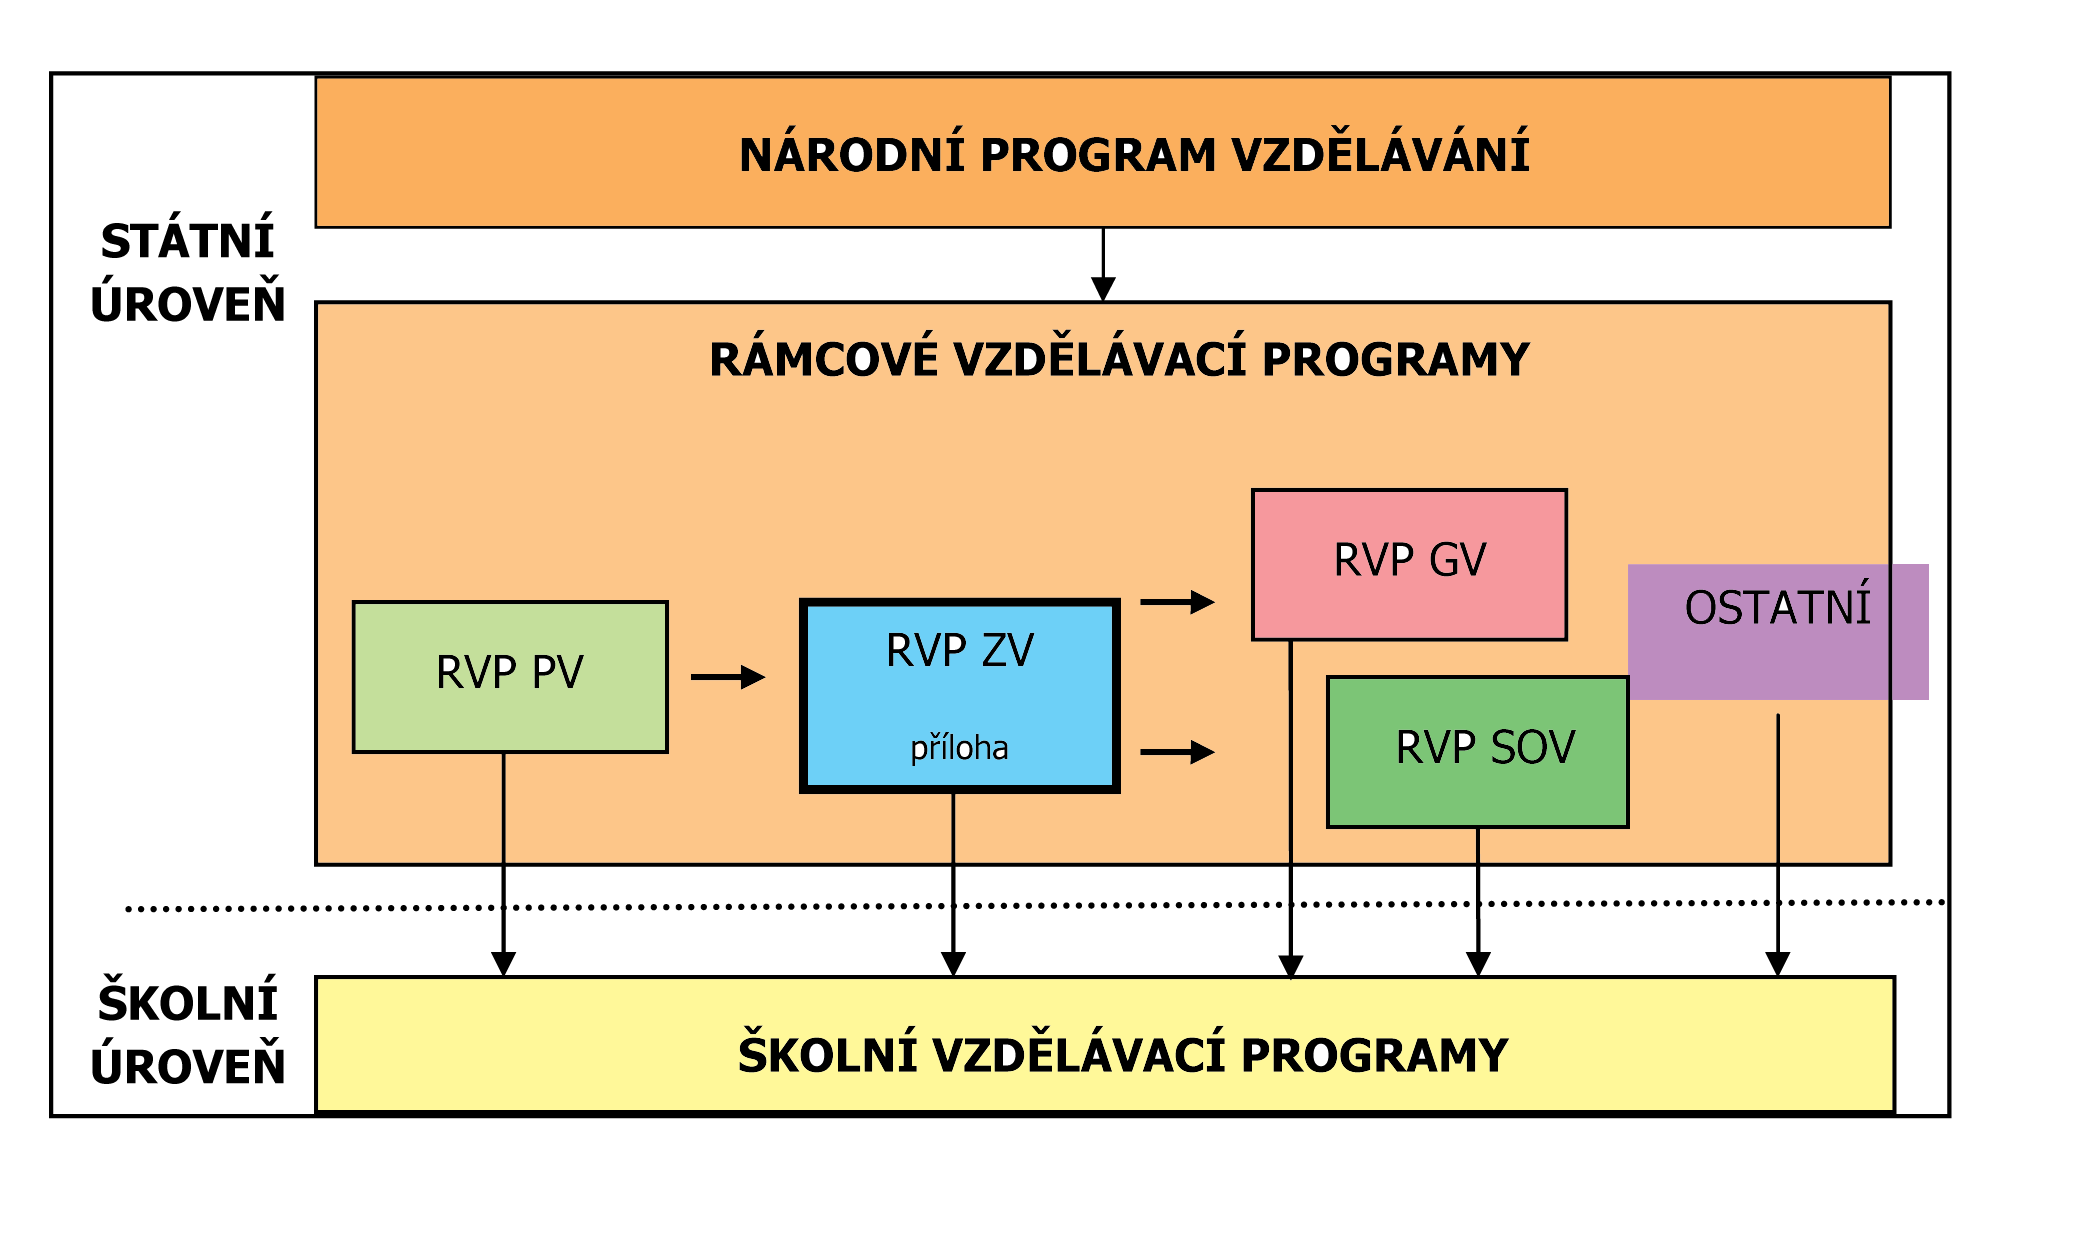 NÁRODNÍ PROGRAM VZDĚLÁVÁNÍ
STÁTNÍ
ÚROVEŇ
RÁMCOVÉ VZDĚLÁVACÍ PROGRAMY
RVP PV
RVP ZV
příloha
RVP GV
RVP SOV
OSTATNÍ
ŠKOLNÍ
ÚROVEŇ
ŠKOLNÍ VZDĚLÁVACÍ PROGRAMY